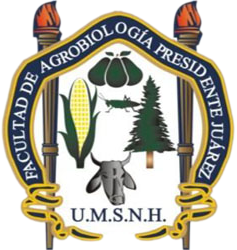 FACULTAD DE AGROBIOLOGÍA PRESIDENTE JUÁREZ
U.M.S.N.H.